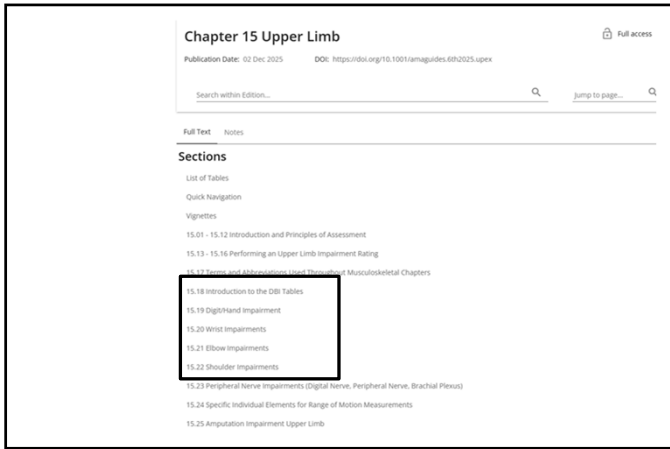 Chapter 15 Upper Limb
Full access
Publication Date: 02 Dec 2025 DOI: https://doi.org/10.1001/amaguides.6th2025.upex
Search within Edition...
Jump to page...
Full Text Notes
Sections
List of Tables
Quick Navigation
Vignettes
15.01 - 15.12 Introduction and Principles of Assessment
15.13 - 15.16 Performing an Upper Limb Impairment Rating
15.17 Terms and Abbreviations Used Throughout Musculoskeletal Chapters
15.18 Introduction to the DBI Tables
15.19 Digit/Hand Impairment
15.20 Wrist Impairments
15.21 Elbow Impairments
15.22 Shoulder Impairments
15.23 Peripheral Nerve Impairments (Digital Nerve, Peripheral Nerve, Brachial Plexus)
15.24 Specific Individual Elements for Range of Motion Measurements
15.25 Amputation Impairment Upper Limb